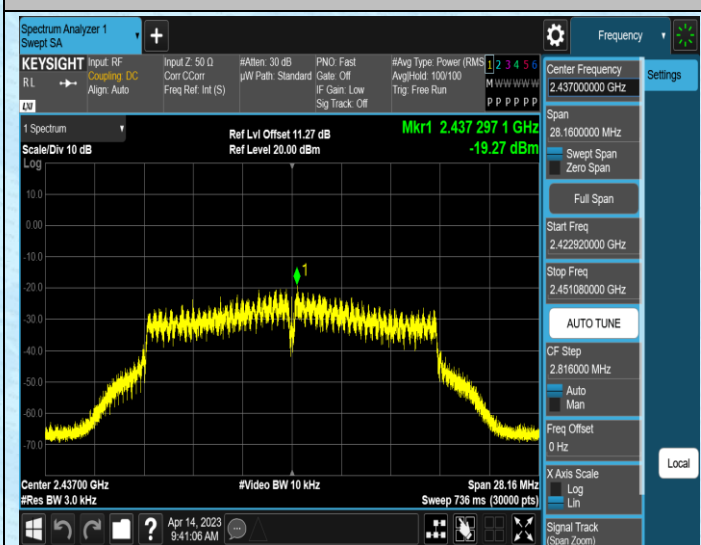 Spectrum Analyzer 1
Swept SA
+
Frequency
KEYSIGHT
R L
LXI
Input: RF
Coupling: DC
Align: Auto
Input Z: 50 Ω
Corr CCorr
Freq Ref: Int (S)
#Atten: 30 dB
µW Path: Standard
PNO: Fast
Gate: Off
IF Gain: Low
Sig Track: Off
#Avg Type: Power (RMS
Avg|Hold: 100/100
Trig: Free Run
1 2 3 4 5 6
M W W W W W
P P P P P P
1 Spectrum
Scale/Div 10 dB
Log
Ref Lvl Offset 11.27 dB
Ref Level 20.00 dBm
Mkr1 2.437 297 1 GHz
-19.27 dBm
10.0
0.00
-10.0
-20.0
-30.0
-40.0
-50.0
-60.0
-70.0
1
Center 2.43700 GHz
#Res BW 3.0 kHz
#Video BW 10 kHz
Span 28.16 MHz
Sweep 736 ms (30000 pts)
Center Frequency
2.437000000 GHz
Settings
Span
28.1600000 MHz
Swept Span
Zero Span
Full Span
Start Freq
2.422920000 GHz
Stop Freq
2.451080000 GHz
AUTO TUNE
CF Step
2.816000 MHz
Auto
Man
Freq Offset
0 Hz
X Axis Scale
Log
Lin
Local
Signal Track
(Span Zoom)
?
Apr 14, 2023
9:41:06 AM